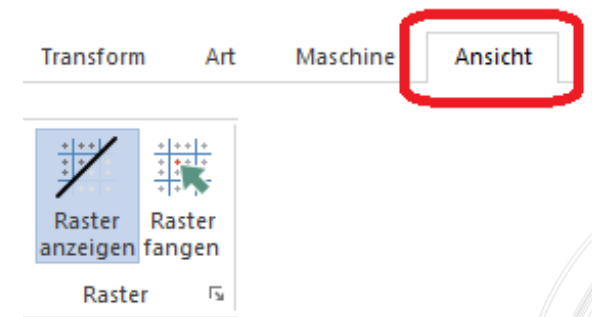 Transform Art Maschine Ansicht
Raster Raster
anzeigen fangen
Raster